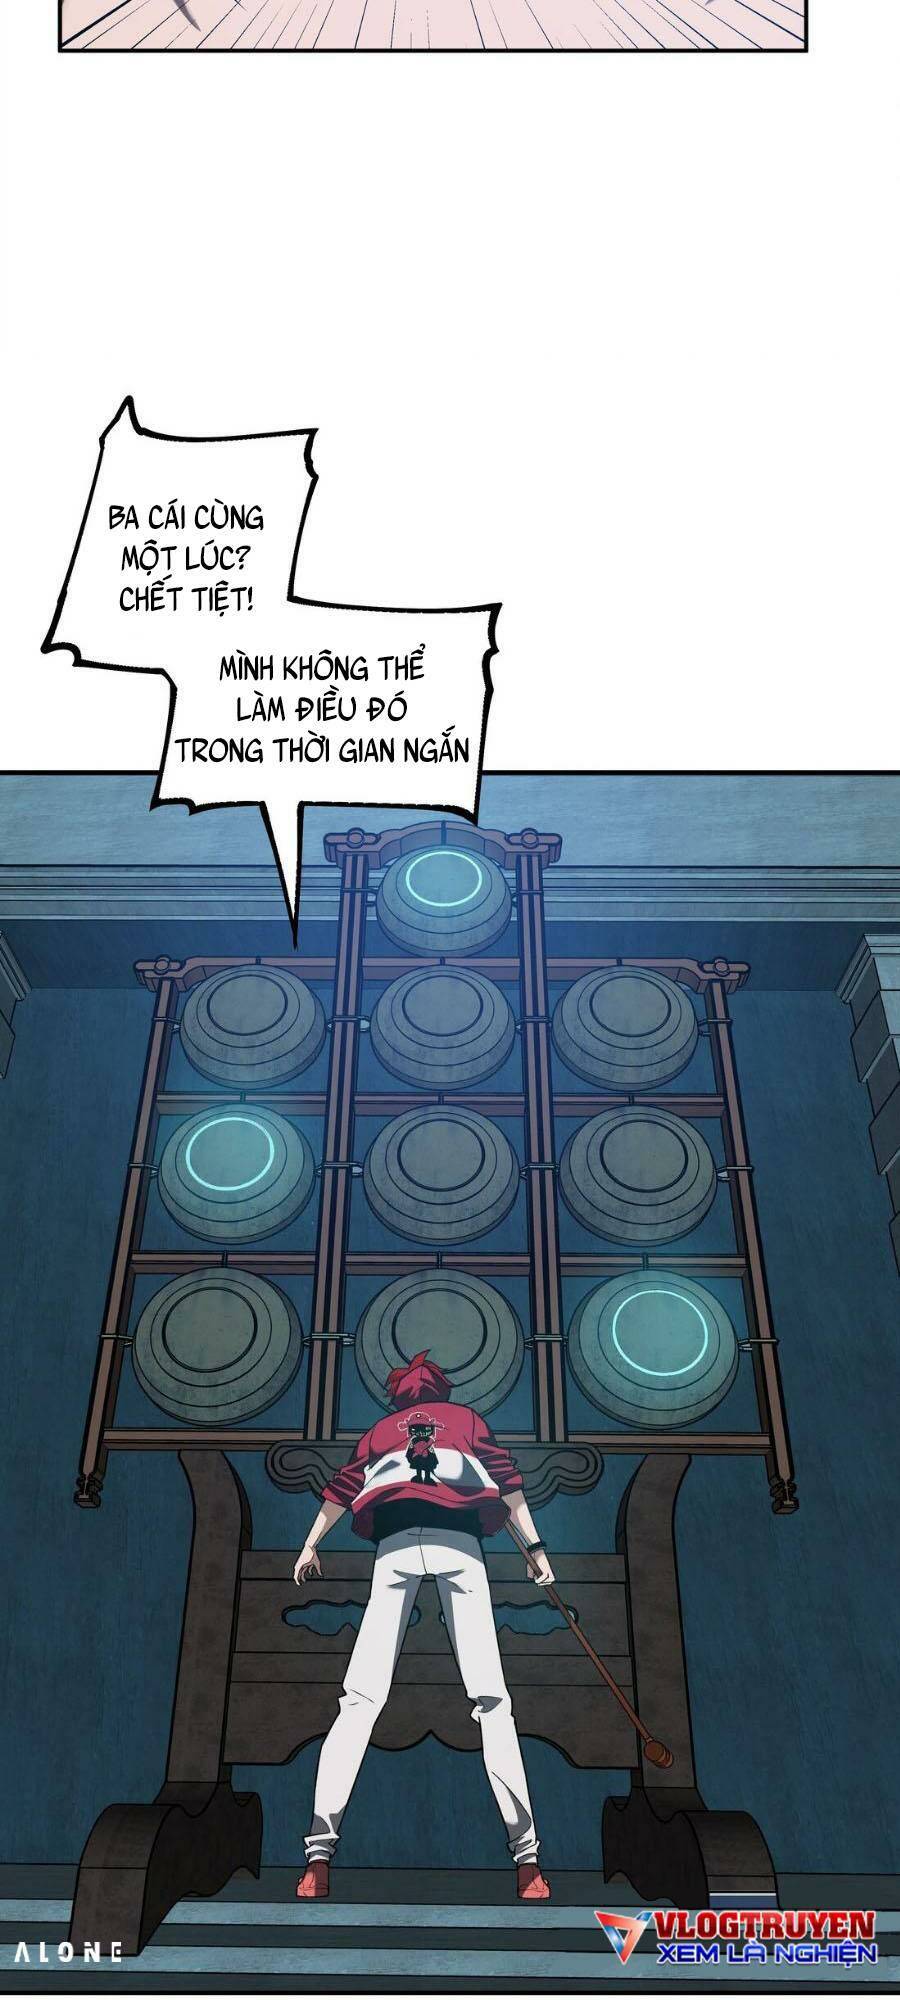 BA CÁI CÙNG
MỘT LÚC?
CHẾT TIỆT!
MÌNH KHÔNG THỂ
LÀM ĐIỀU ĐÓ
TRONG THỜI GIAN NGẮN
ALONE
VLOGTRUYEN
XEM LÀ NGHIỆN